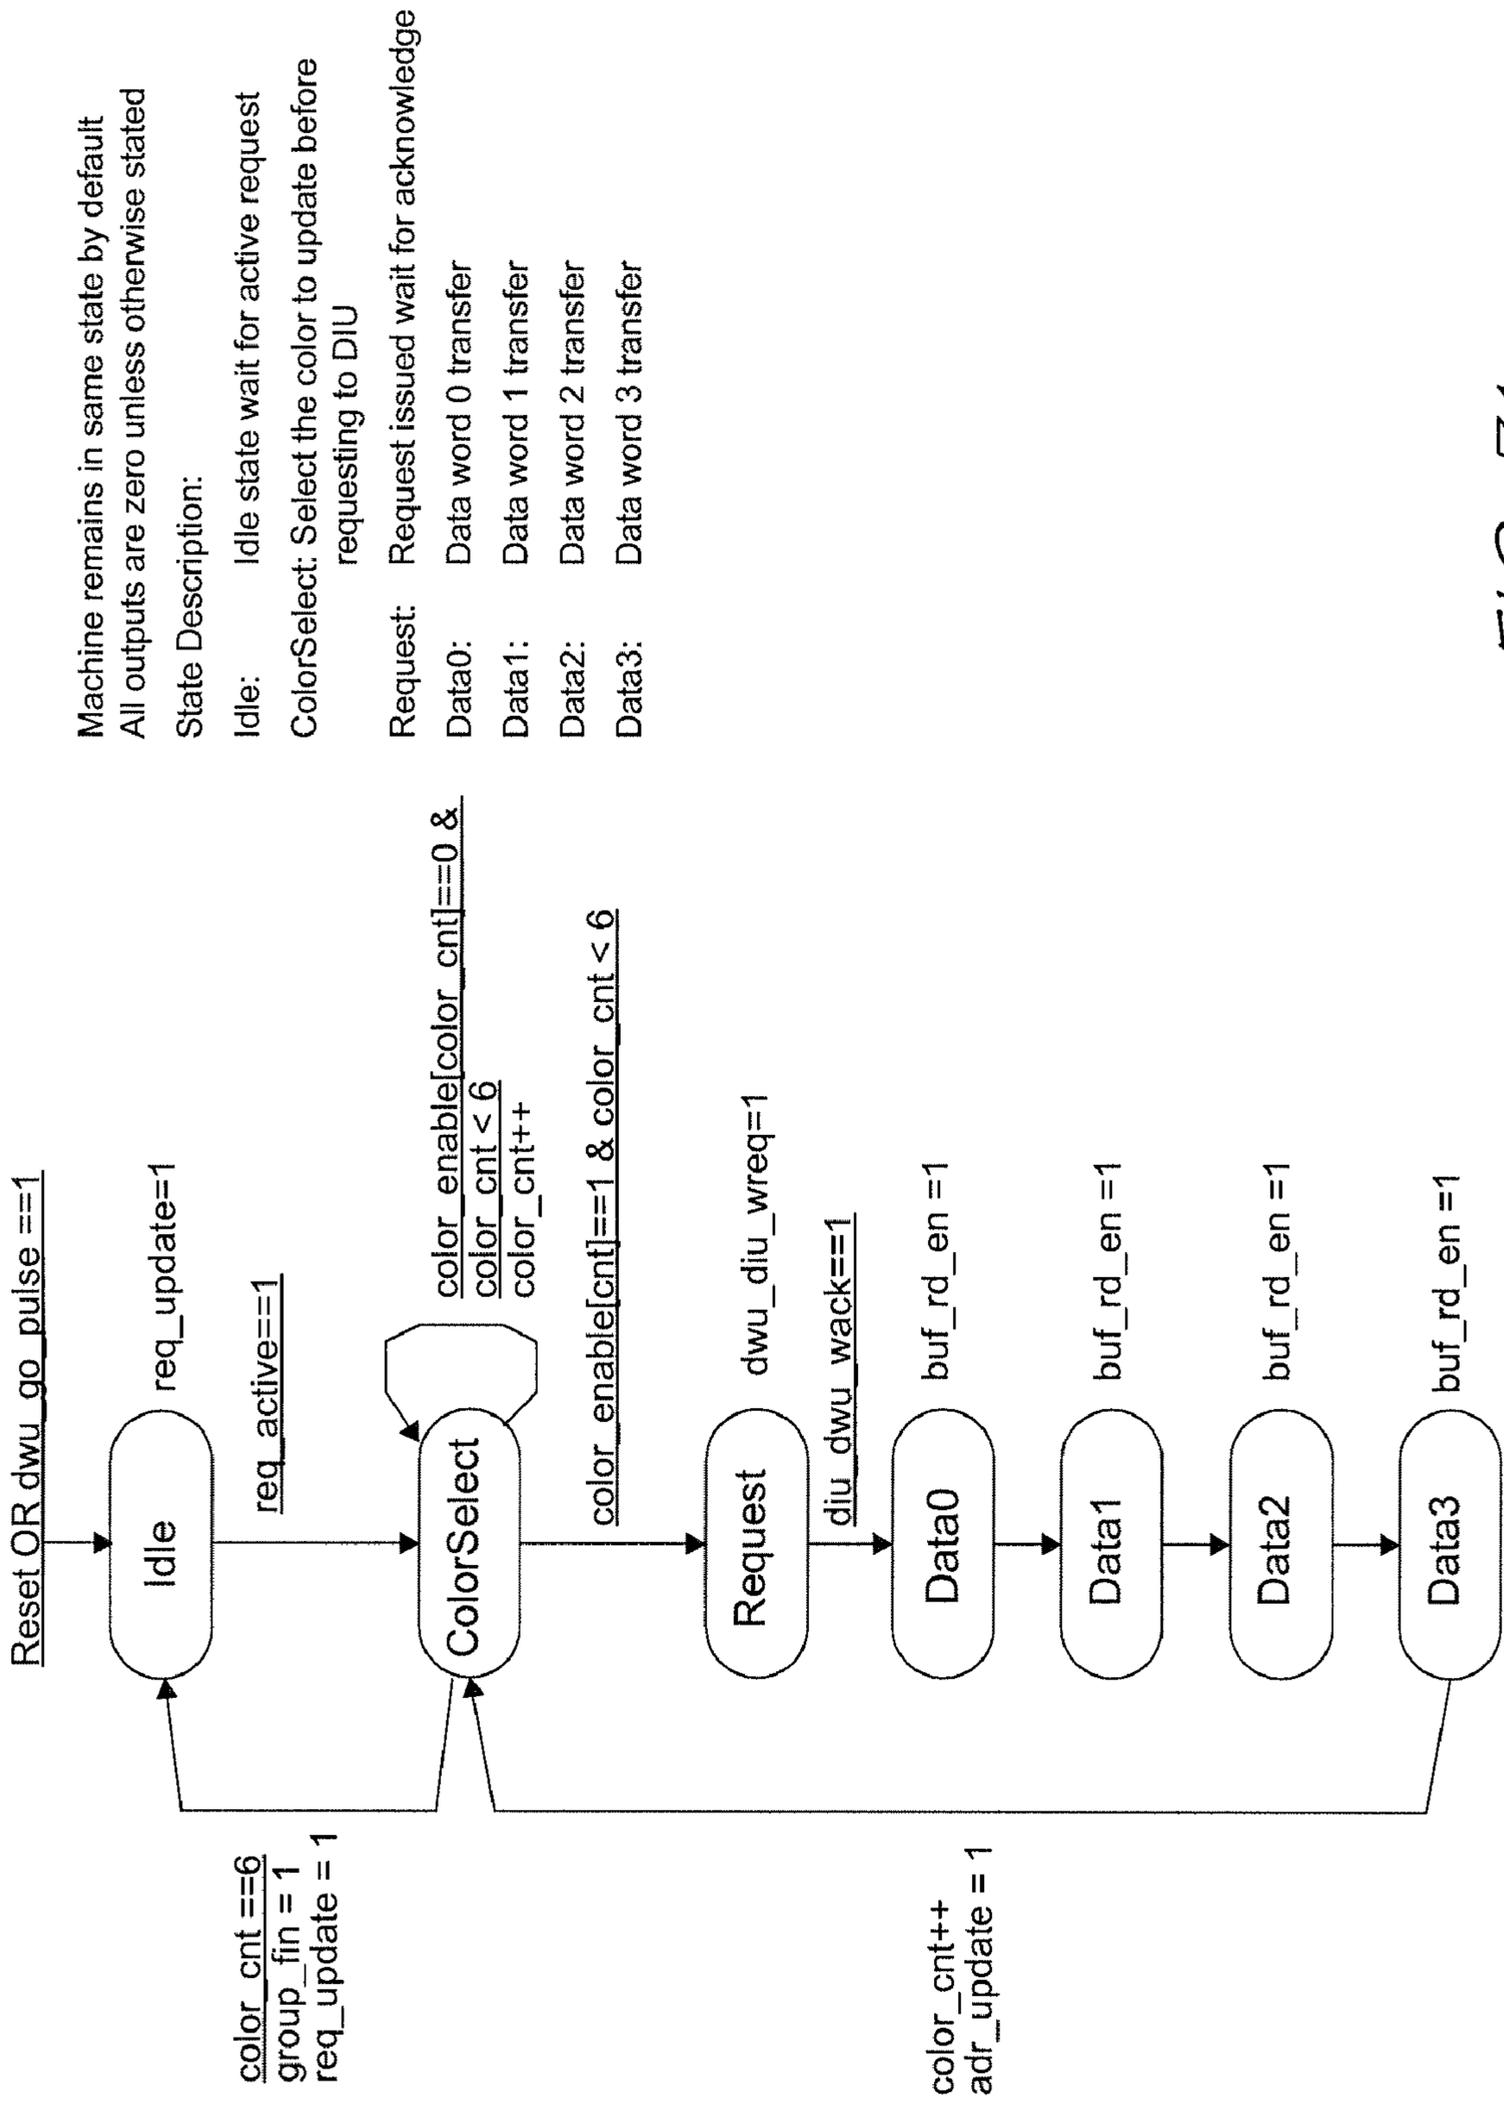 Reset OR dwu_go_pulse ==1
Idle
req_update=1
req_active==1
color_cnt ==6
group_fin = 1
req_update = 1
ColorSelect
color_enable[color_cnt]==0 &
color_cnt < 6
color_cnt++
color_enable[cnt]==1 & color_cnt < 6
Request
dwu_diu_wreq=1
diu_dwu_wack==1
Data0
buf_rd_en =1
color_cnt++
adr_update = 1
Data1
buf_rd_en =1
Data2
buf_rd_en =1
Data3
buf_rd_en =1
Machine remains in same state by default
All outputs are zero unless otherwise stated
State Description:
Idle: Idle state wait for active request
ColorSelect: Select the color to update before
requesting to DIU
Request: Request issued wait for acknowledge
Data0: Data word 0 transfer
Data1: Data word 1 transfer
Data2: Data word 2 transfer
Data3: Data word 3 transfer